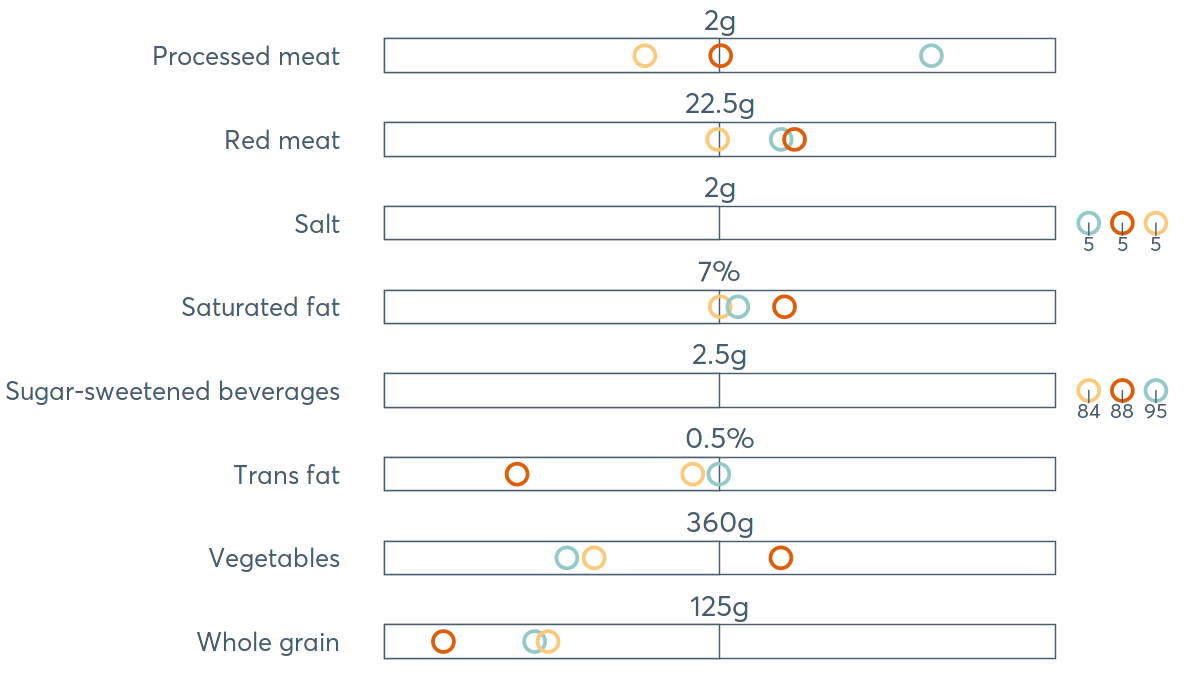 2g
Processed meat
22.5g
Red meat
2g
Salt
5 5 5
7%
Saturated fat
2.5g
Sugar-sweetened beverages
84 88 95
0.5%
Trans fat
360g
Vegetables
125g
Whole grain